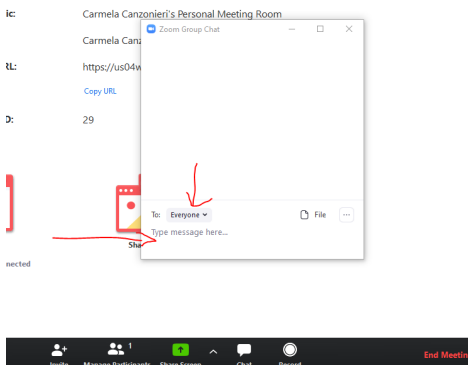 ic:
Carmela Canzonieri's Personal Meeting Room
Zoom Group Chat
Carmela Canz
RL:
https://us04w
Copy URL
D:
29
To: Everyone
File
Type message here...
Sha
nected
1
Invite
Manage Participants
Share Screen
Chat
Record
End Meetin